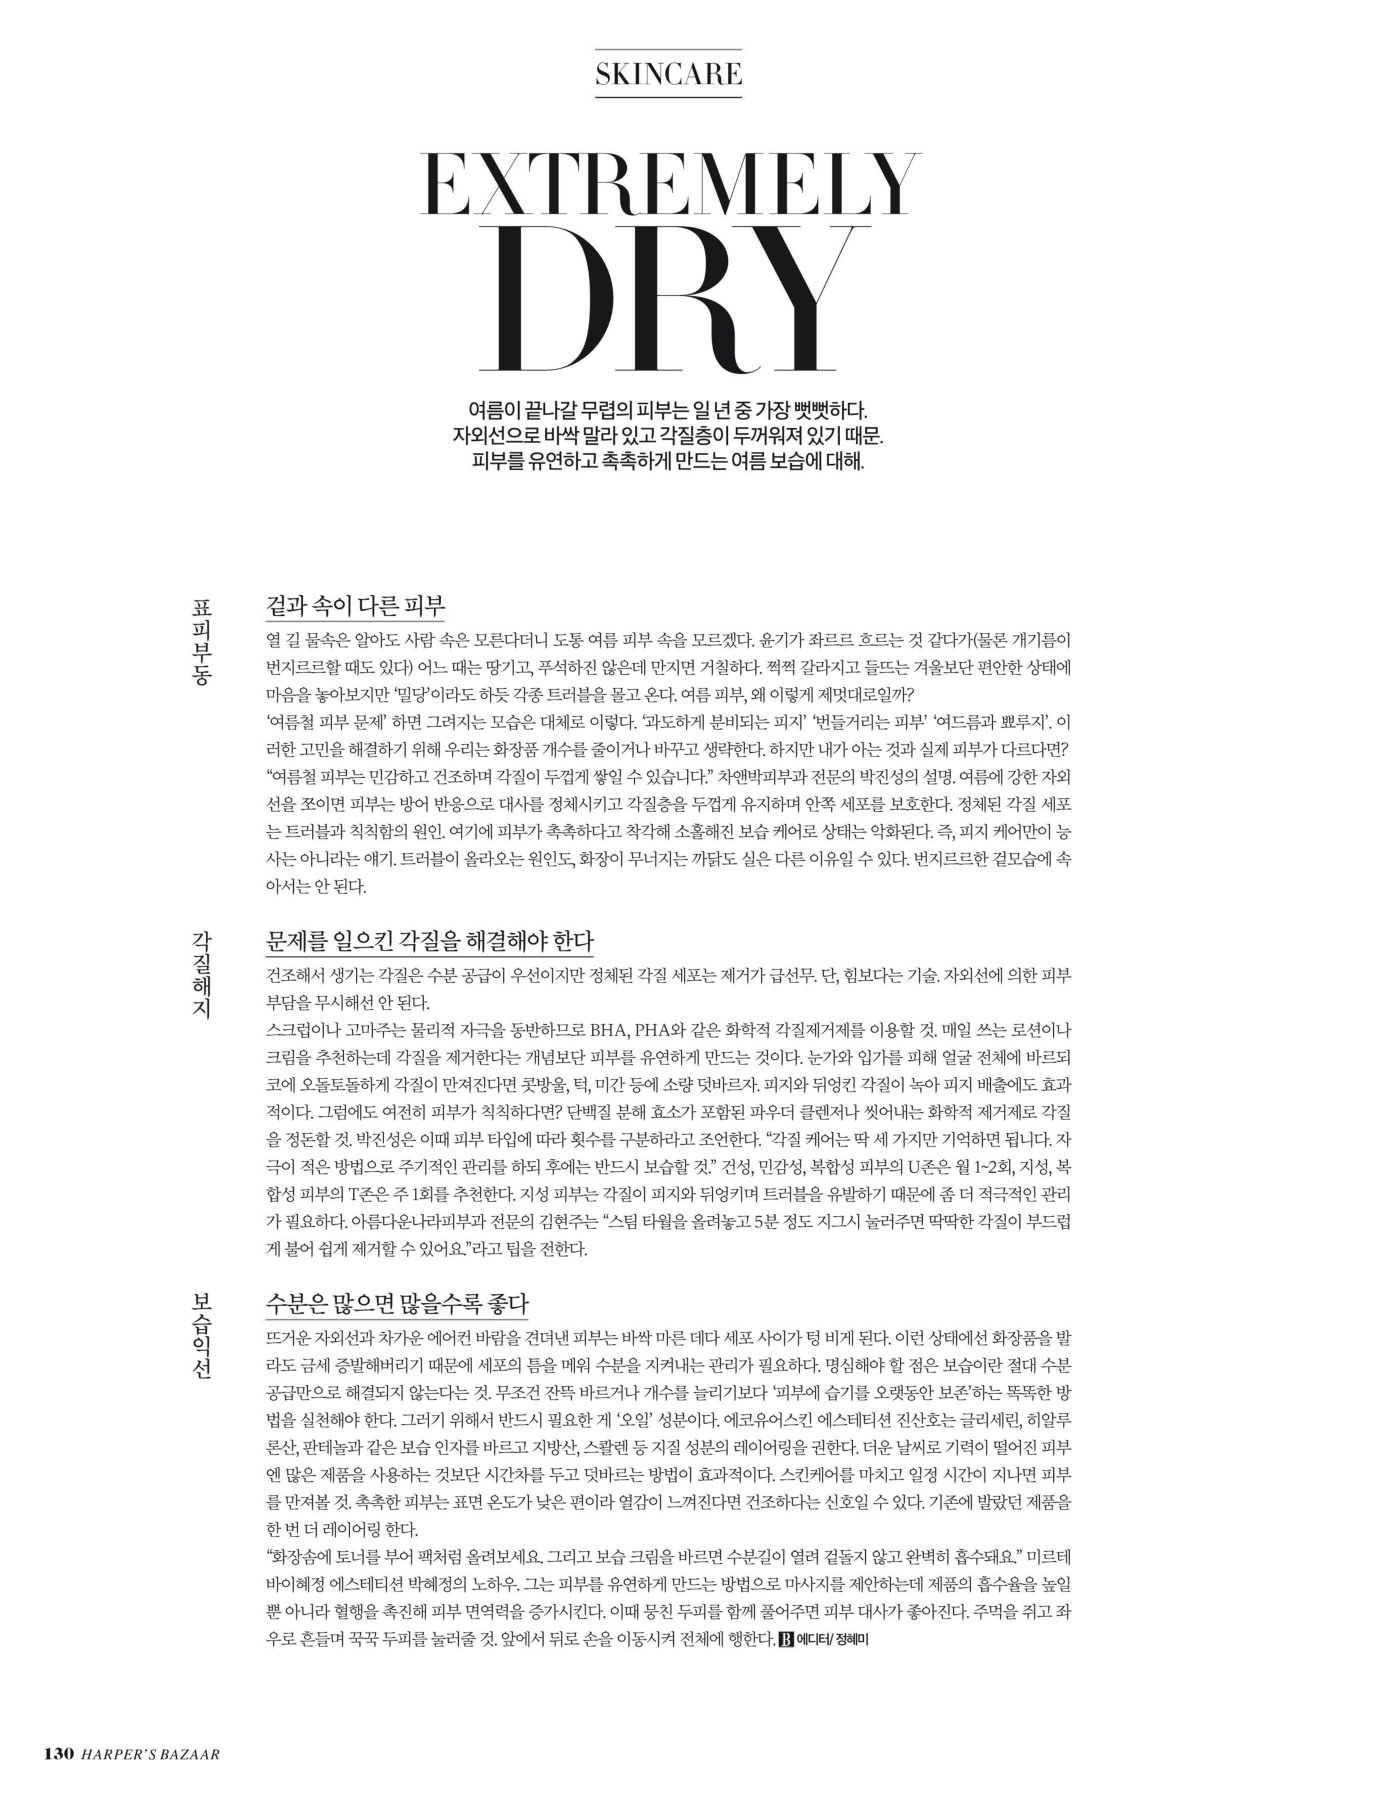 SKINCARE
EXTREMELY
DRY
여름이 끝나갈 무렵의 피부는 일 년 중 가장 뻣뻣하다.
자외선으로 바싹 말라 있고 각질층이 두꺼워져 있기 때문.
피부를 유연하고 촉촉하게 만드는 여름 보습에 대해.
표피부동
겉과 속이 다른 피부
열 길 물속은 알아도 사람 속은 모른다더니 도통 여름 피부 속을 모르겠다. 윤기가 좌르르 흐르는 것 같다가(물론 개기름이
번지르르할 때도 있다) 어느 때는 땅기고, 푸석하진 않은데 만지면 거칠하다. 쩍쩍 갈라지고 들뜨는 겨울보단 편안한 상태에
마음을 놓아보지만 ‘밀당’이라도 하듯 각종 트러블을 몰고 온다. 여름 피부, 왜 이렇게 제멋대로일까?
‘여름철 피부 문제’ 하면 그려지는 모습은 대체로 이렇다. ‘과도하게 분비되는 피지’ ‘번들거리는 피부’ ‘여드름과 뾰루지’. 이
러한 고민을 해결하기 위해 우리는 화장품 개수를 줄이거나 바꾸고 생략한다. 하지만 내가 아는 것과 실제 피부가 다르다면?
“여름철 피부는 민감하고 건조하며 각질이 두껍게 쌓일 수 있습니다.” 차앤박피부과 전문의 박진성의 설명. 여름에 강한 자외
선을 쪼이면 피부는 방어 반응으로 대사를 정체시키고 각질층을 두껍게 유지하며 안쪽 세포를 보호한다. 정체된 각질 세포
는 트러블과 칙칙함의 원인. 여기에 피부가 촉촉하다고 착각해 소홀해진 보습 케어로 상태는 악화된다. 즉, 피지 케어만이 능
사는 아니라는 얘기. 트러블이 올라오는 원인도, 화장이 무너지는 까닭도 실은 다른 이유일 수 있다. 번지르르한 겉모습에 속
아서는 안 된다.
각질해지
문제를 일으킨 각질을 해결해야 한다
건조해서 생기는 각질은 수분 공급이 우선이지만 정체된 각질 세포는 제거가 급선무. 단, 힘보다는 기술. 자외선에 의한 피부
부담을 무시해선 안 된다.
스크럽이나 고마주는 물리적 자극을 동반하므로 BHA, PHA와 같은 화학적 각질제거제를 이용할 것. 매일 쓰는 로션이나
크림을 추천하는데 각질을 제거한다는 개념보단 피부를 유연하게 만드는 것이다. 눈가와 입가를 피해 얼굴 전체에 바르되
코에 오돌토돌하게 각질이 만져진다면 콧방울, 턱, 미간 등에 소량 덧바르자. 피지와 뒤엉킨 각질이 녹아 피지 배출에도 효과
적이다. 그럼에도 여전히 피부가 칙칙하다면? 단백질 분해 효소가 포함된 파우더 클렌저나 씻어내는 화학적 제거제로 각질
을 정돈할 것. 박진성은 이때 피부 타입에 따라 횟수를 구분하라고 조언한다. “각질 케어는 딱 세 가지만 기억하면 됩니다. 자
극이 적은 방법으로 주기적인 관리를 하되 후에는 반드시 보습할 것.” 건성, 민감성, 복합성 피부의 U존은 월 1~2회, 지성, 복
합성 피부의 T존은 주 1회를 추천한다. 지성 피부는 각질이 피지와 뒤엉키며 트러블을 유발하기 때문에 좀 더 적극적인 관리
가 필요하다. 아름다운나라피부과 전문의 김현주는 “스팀 타월을 올려놓고 5분 정도 지그시 눌러주면 딱딱한 각질이 부드럽
게 불어 쉽게 제거할 수 있어요.”라고 팁을 전한다.
보습익선
수분은 많으면 많을수록 좋다
뜨거운 자외선과 차가운 에어컨 바람을 견뎌낸 피부는 바싹 마른 데다 세포 사이가 텅 비게 된다. 이런 상태에선 화장품을 발
라도 금세 증발해버리기 때문에 세포의 틈을 메워 수분을 지켜내는 관리가 필요하다. 명심해야 할 점은 보습이란 절대 수분
공급만으로 해결되지 않는다는 것. 무조건 잔뜩 바르거나 개수를 늘리기보다 ‘피부에 습기를 오랫동안 보존’하는 똑똑한 방
법을 실천해야 한다. 그러기 위해서 반드시 필요한 게 ‘오일’ 성분이다. 에코유어스킨 에스테티션 진산호는 글리세린, 히알루
론산, 판테놀과 같은 보습 인자를 바르고 지방산, 스쾰렌 등 지질 성분의 레이어링을 권한다. 더운 날씨로 기력이 떨어진 피부
엔 많은 제품을 사용하는 것보단 시간차를 두고 덧바르는 방법이 효과적이다. 스킨케어를 마치고 일정 시간이 지나면 피부
를 만져볼 것. 촉촉한 피부는 표면 온도가 낮은 편이라 열감이 느껴진다면 건조하다는 신호일 수 있다. 기존에 발랐던 제품을
한 번 더 레이어링 한다.
“화장솜에 토너를 부어 팩처럼 올려보세요. 그리고 보습 크림을 바르면 수분길이 열려 겉돌지 않고 완벽히 흡수돼요.” 미르테
바이혜정 에스테티션 박혜정의 노하우. 그는 피부를 유연하게 만드는 방법으로 마사지를 제안하는데 제품의 흡수율을 높일
뿐 아니라 혈행을 촉진해 피부 면역력을 증가시킨다. 이때 뭉친 두피를 함께 풀어주면 피부 대사가 좋아진다. 주먹을 쥐고 좌
우로 흔들며 꾹꾹 두피를 눌러줄 것. 앞에서 뒤로 손을 이동시켜 전체에 행한다. B 에디터/ 정혜미
130 HARPER'S BAZAAR